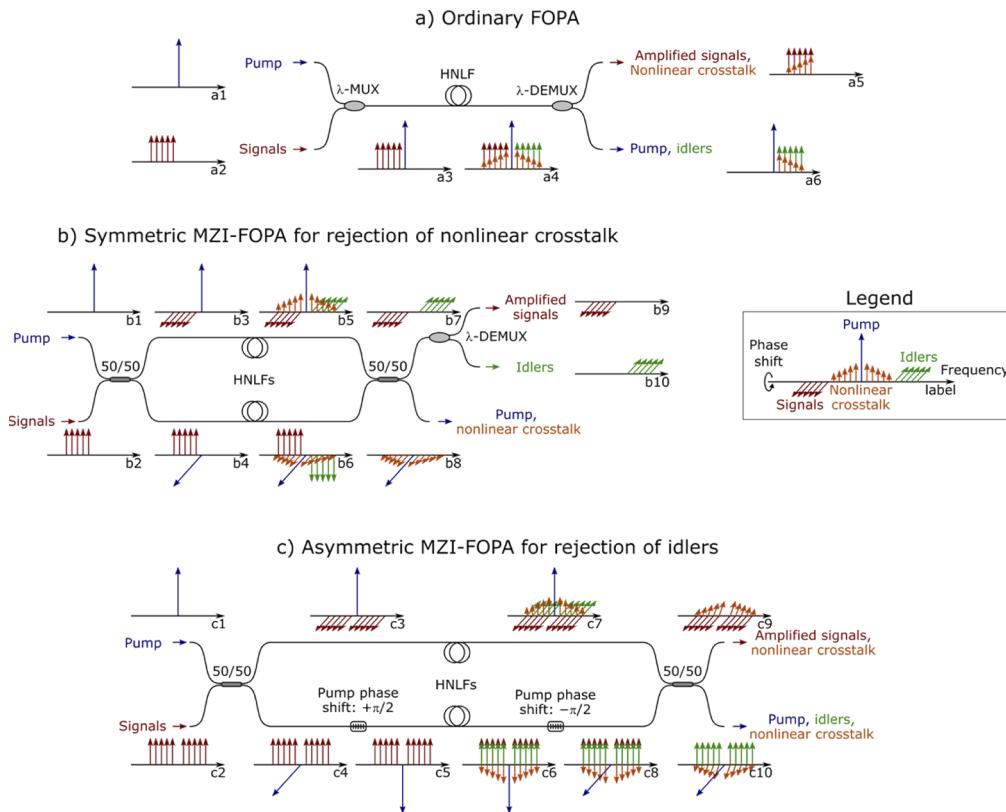 a) Ordinary FOPA
Pump
HNLF
Amplified signals,
Nonlinear crosstalk
a1
λ-MUX
λ-DEMUX
a5
Signals
Pump, idlers
a2
a3
a4
a6
b) Symmetric MZI-FOPA for rejection of nonlinear crosstalk
b1
b3
b5
b7
Amplified
signals
b9
Pump
λ-DEMUX
50/50
HNLFs
50/50
Idlers
b10
Signals
Pump,
nonlinear crosstalk
b2
b4
b6
b8
Legend
Pump
Phase
shift
Idlers
Frequency
Nonlinear
label
Signals
crosstalk
c) Asymmetric MZI-FOPA for rejection of idlers
c1
c3
c7
c9
Pump
Amplified signals,
nonlinear crosstalk
50/50
HNLFs
50/50
Pump phase
shift: +π/2
Pump phase
shift: −π/2
Signals
Pump, idlers,
nonlinear crosstalk
c2
c4
c5
c6
c8
c10